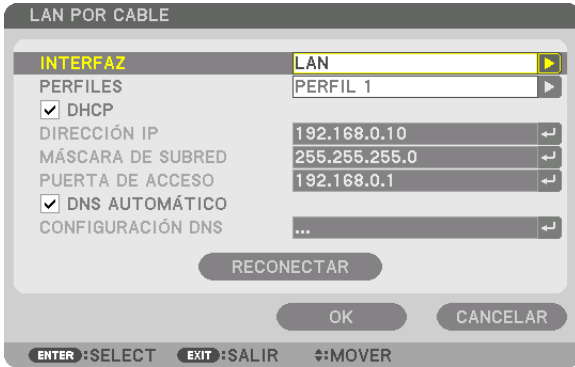 LAN POR CABLE
INTERFAZ LAN
PERFILES PERFIL 1
DHCP
DIRECCIÓN IP 192.168.0.10
MÁSCARA DE SUBRED 255.255.255.0
PUERTA DE ACCESO 192.168.0.1
DNS AUTOMÁTICO
CONFIGURACIÓN DNS ...
RECONECTAR
OK CANCELAR
ENTER :SELECT EXIT :SALIR :MOVER